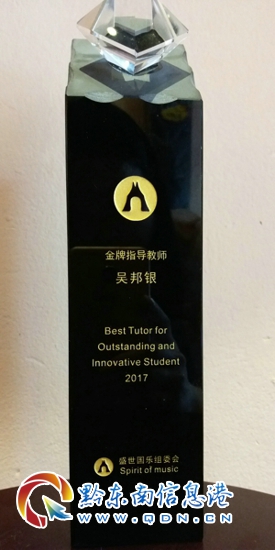 金牌指导教师
吴邦银
Best Tutor for
Outstanding and
Innovative Student
2017
盛世国乐组委会
Spirit of music
黔东南信息港
www.QDN.cn